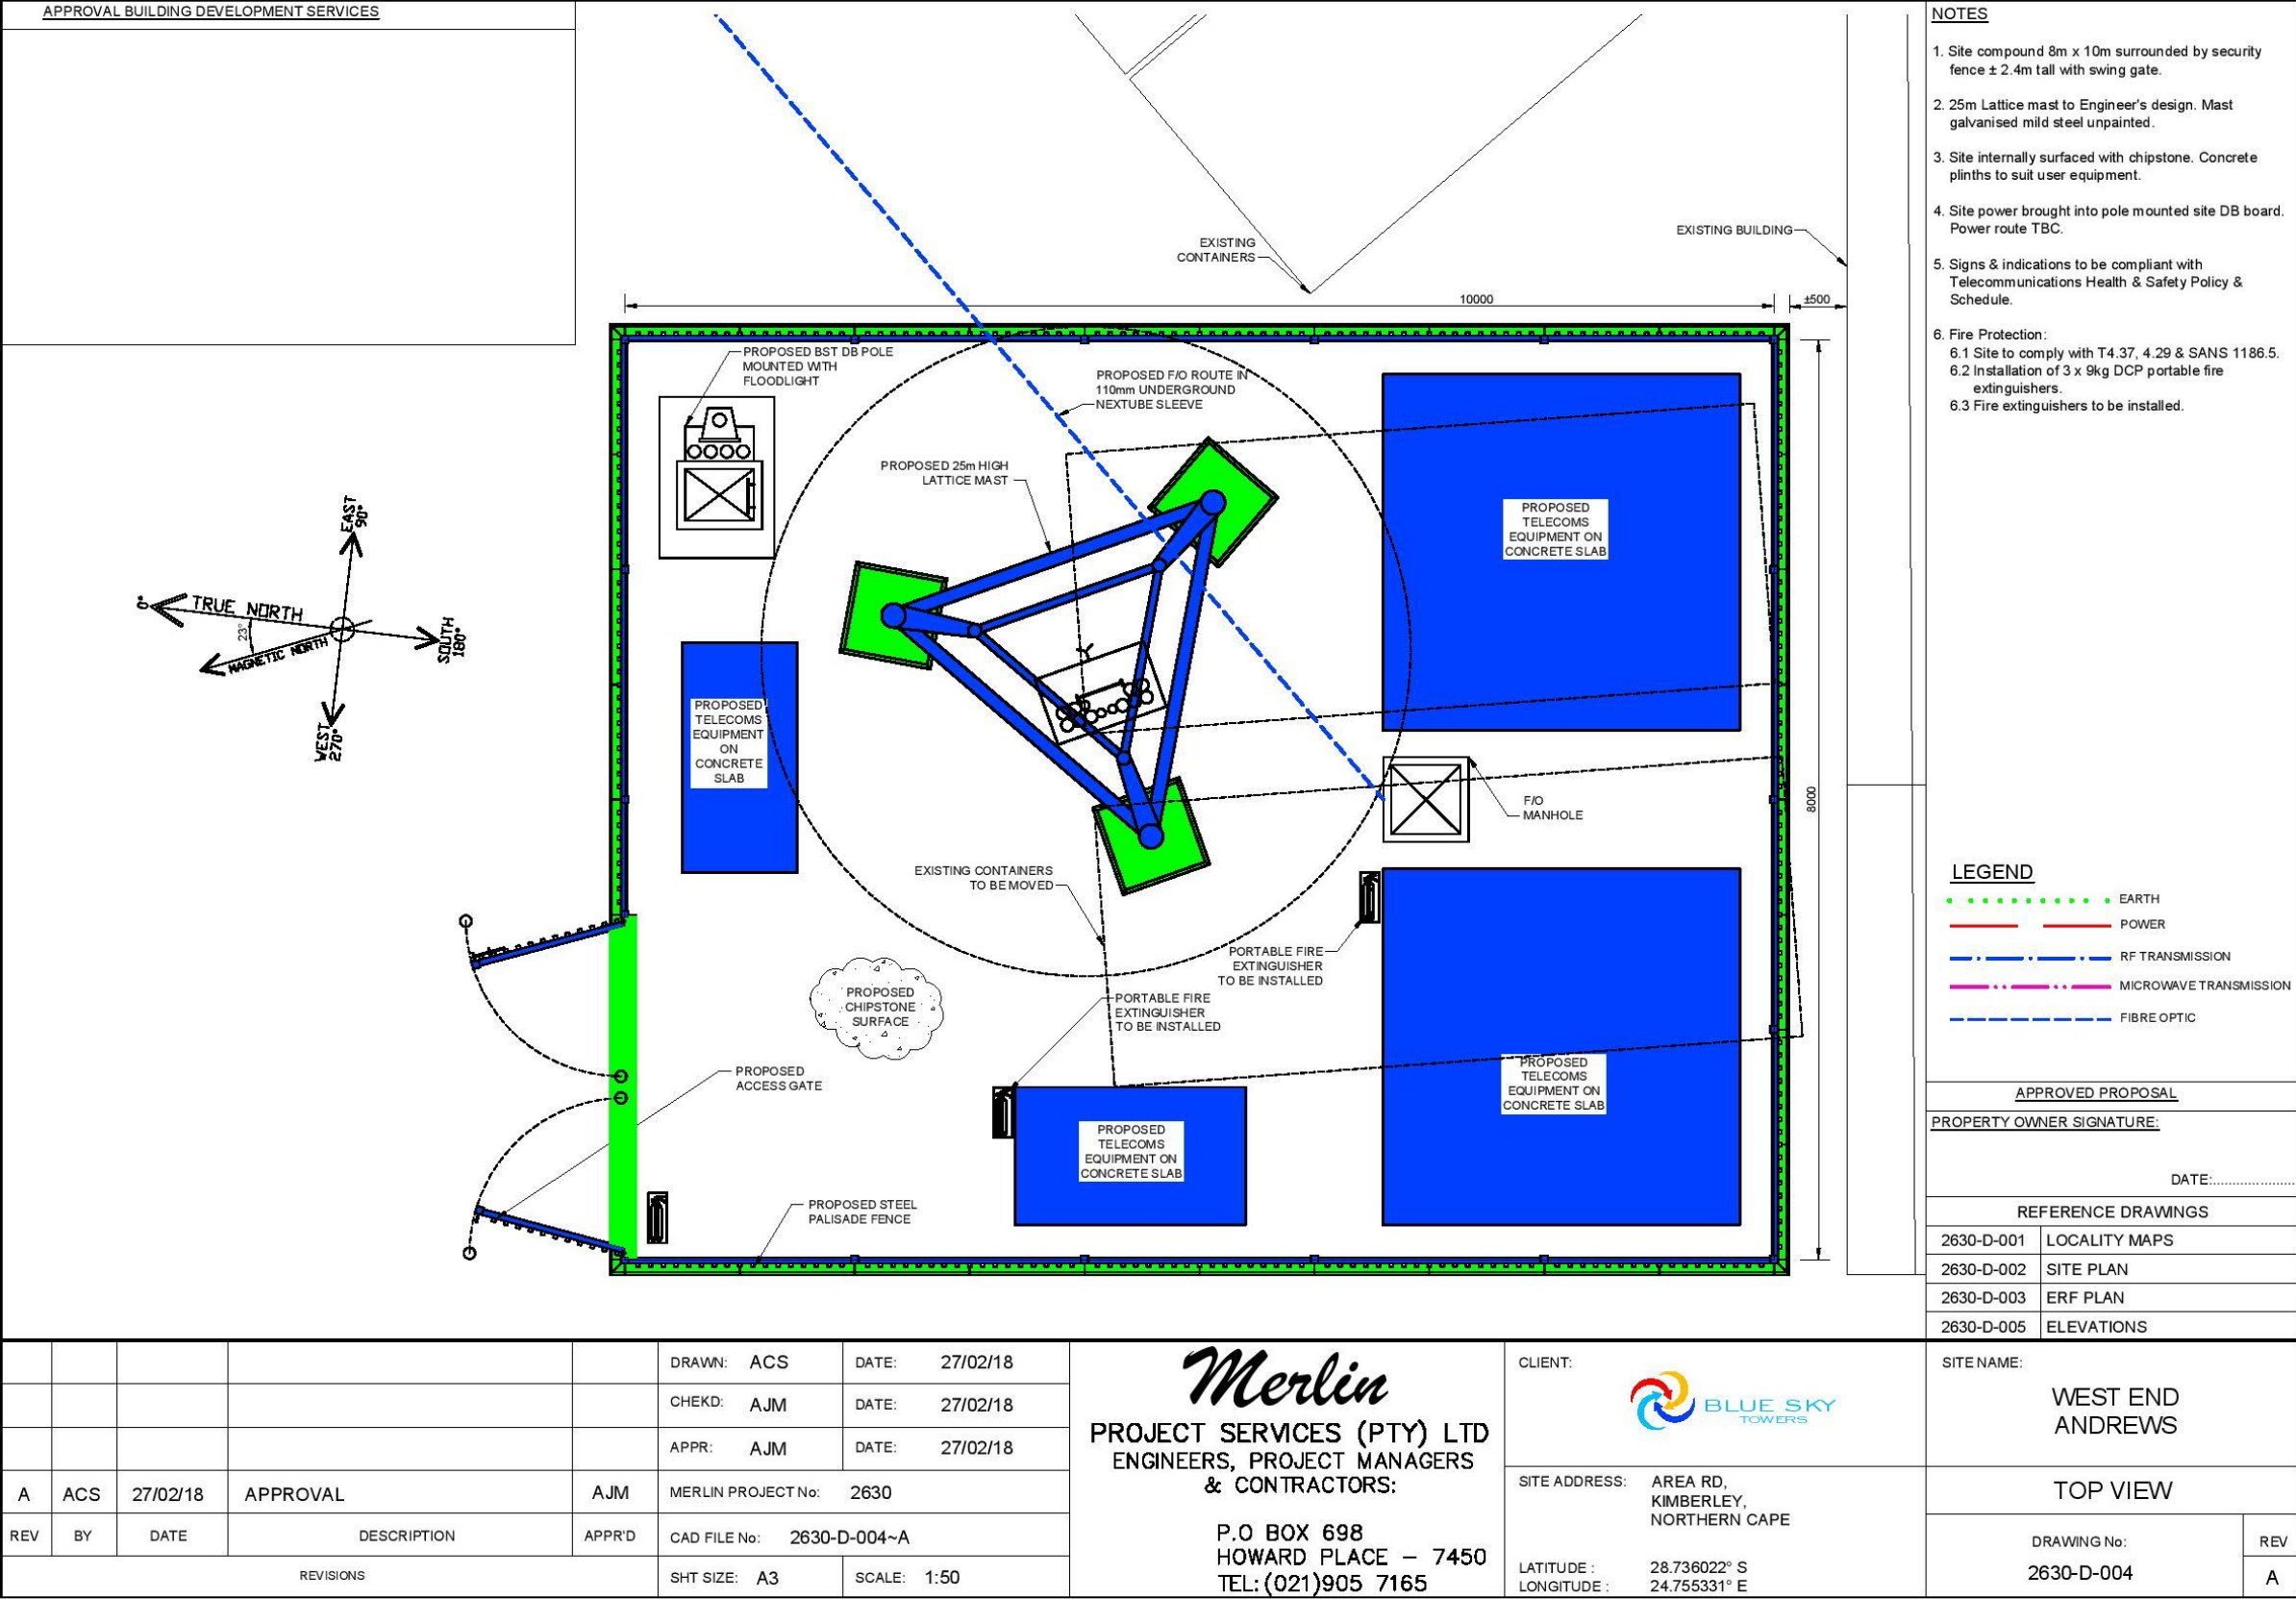 APPROVAL BUILDING DEVELOPMENT SERVICES
NOTES
1. Site compound 8m x 10m surrounded by security
fence ± 2.4m tall with swing gate.
2. 25m Lattice mast to Engineer's design. Mast
galvanised mild steel unpainted.
3. Site internally surfaced with chipstone. Concrete
plinths to suit user equipment.
4. Site power brought into pole mounted site DB board.
Power route TBC.
5. Signs & indications to be compliant with
Telecommunications Health & Safety Policy &
Schedule.
6. Fire Protection:
6.1 Site to comply with T4.37, 4.29 & SANS 1186.5.
6.2 Installation of 3 x 9kg DCP portable fire
extinguishers.
6.3 Fire extinguishers to be installed.
EXISTING
CONTAINERS
EXISTING BUILDING
10000
±500
PROPOSED BST DB POLE
MOUNTED WITH
FLOODLIGHT
PROPOSED F/O ROUTE IN
110mm UNDERGROUND
NEXTUBE SLEEVE
PROPOSED 25m HIGH
LATTICE MAST
PROPOSED
TELECOMS
EQUIPMENT ON
CONCRETE SLAB
EAST
90°
0°
TRUE NORTH
23°
MAGNETIC NORTH
SOUTH
180°
WEST
270°
PROPOSED
TELECOMS
EQUIPMENT
ON
CONCRETE
SLAB
F/O
MANHOLE
8000
EXISTING CONTAINERS
TO BE MOVED
PORTABLE FIRE
EXTINGUISHER
TO BE INSTALLED
PROPOSED
CHIPSTONE
SURFACE
PORTABLE FIRE
EXTINGUISHER
TO BE INSTALLED
PROPOSED
ACCESS GATE
PROPOSED
TELECOMS
EQUIPMENT ON
CONCRETE SLAB
PROPOSED
TELECOMS
EQUIPMENT ON
CONCRETE SLAB
PROPOSED STEEL
PALISADE FENCE
LEGEND
EARTH
POWER
RF TRANSMISSION
MICROWAVE TRANSMISSION
FIBRE OPTIC
APPROVED PROPOSAL
PROPERTY OWNER SIGNATURE:
DATE:.....................
REFERENCE DRAWINGS
2630-D-001 LOCALITY MAPS
2630-D-002 SITE PLAN
2630-D-003 ERF PLAN
2630-D-005 ELEVATIONS
A ACS 27/02/18 APPROVAL AJM
REV BY DATE DESCRIPTION APPR'D
REVISIONS
DRAWN: ACS DATE: 27/02/18
CHEKD: AJM DATE: 27/02/18
APPR: AJM DATE: 27/02/18
MERLIN PROJECT No: 2630
CAD FILE No: 2630-D-004~A
SHT SIZE: A3 SCALE: 1:50
Merlin
PROJECT SERVICES (PTY) LTD
ENGINEERS, PROJECT MANAGERS
& CONTRACTORS:
P.O BOX 698
HOWARD PLACE – 7450
TEL:(021)905 7165
CLIENT:
BLUE SKY
TOWERS
SITE ADDRESS: AREA RD,
KIMBERLEY,
NORTHERN CAPE
LATITUDE : 28.736022° S
LONGITUDE : 24.755331° E
SITE NAME:
WEST END
ANDREWS
TOP VIEW
DRAWING No:
2630-D-004
REV
A